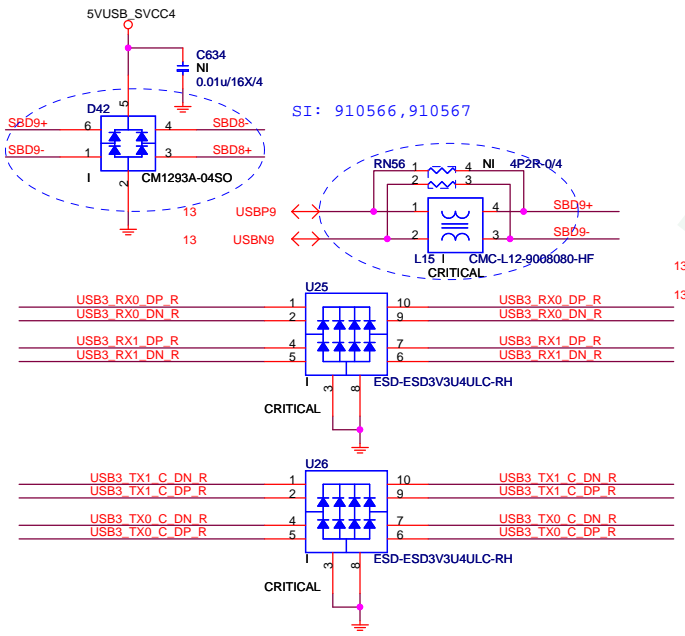 5VUSB_SVCC4
C634
NI
0.01u/16X/4
D42
5
SBD9+ 6 4 SBD8-
SBD9- 1 3 SBD8+
I 2 CM1293A-04SO
SI: 910566,910567
RN56 1 4 NI 4P2R-0/4
2 3
13 USBP9 1 4 SBD9+
13 USBN9 2 3 SBD9-
L15 I CMC-L12-9008080-HF
CRITICAL
13
13
U25
USB3_RX0_DP_R 1 10 USB3_RX0_DP_R
USB3_RX0_DN_R 2 9 USB3_RX0_DN_R
USB3_RX1_DP_R 4 7 USB3_RX1_DP_R
USB3_RX1_DN_R 5 6 USB3_RX1_DN_R
I 3 8 ESD-ESD3V3U4ULC-RH
CRITICAL
U26
USB3_TX1_C_DN_R 1 10 USB3_TX1_C_DN_R
USB3_TX1_C_DP_R 2 9 USB3_TX1_C_DP_R
USB3_TX0_C_DN_R 4 7 USB3_TX0_C_DN_R
USB3_TX0_C_DP_R 5 6 USB3_TX0_C_DP_R
I 3 8 ESD-ESD3V3U4ULC-RH
CRITICAL